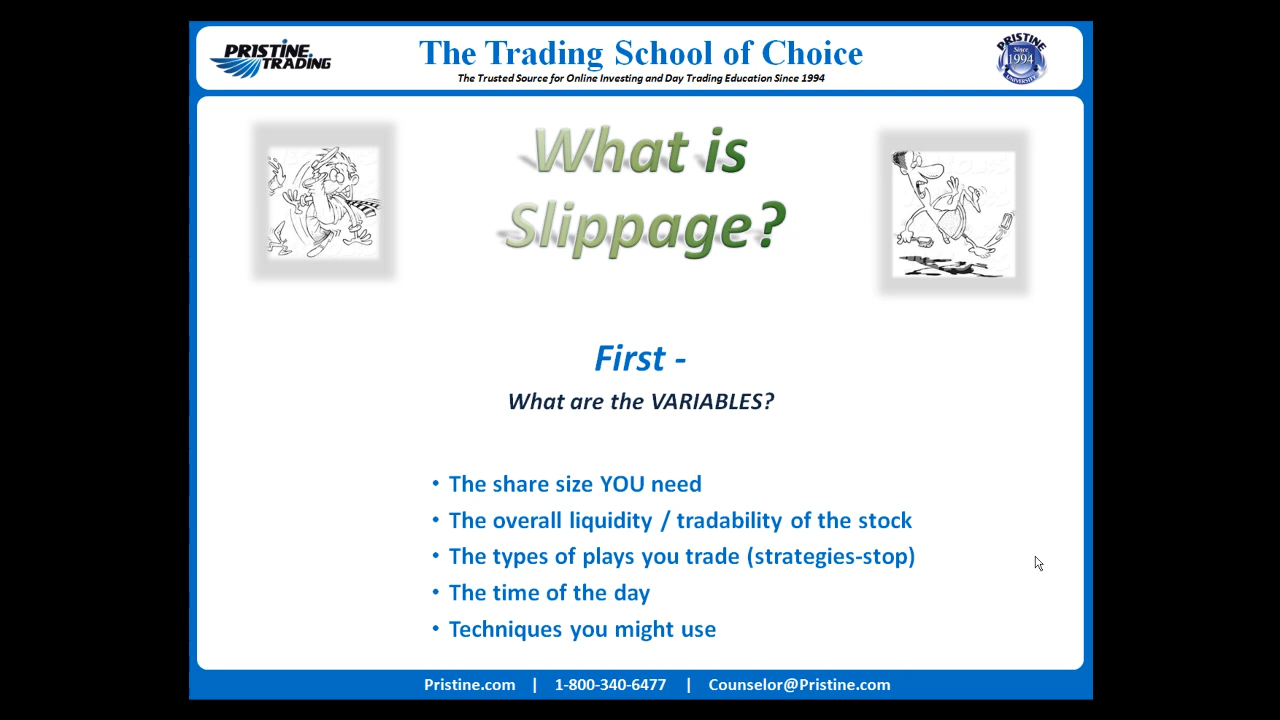 PRISTINE.
TRADING
The Trading School of Choice
The Trusted Source for Online Investing and Day Trading Education Since 1994
PRISTINE
Since
1994
UNIVERSITY
What is
Slippage?
First -
What are the VARIABLES?
• The share size YOU need
• The overall liquidity / tradability of the stock
• The types of plays you trade (strategies-stop)
• The time of the day
• Techniques you might use
Pristine.com | 1-800-340-6477 | Counselor@Pristine.com